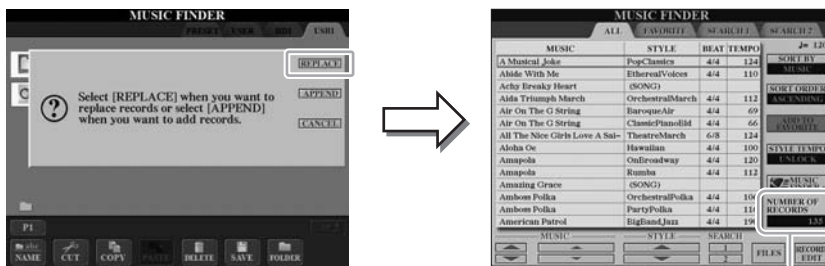 MUSIC FINDER
PRESET USER HD1 USB1
Select [REPLACE] when you want to
replace records or select [APPEND]
when you want to add records.
REPLACE
APPEND
CANCEL
P1
NAME CUT COPY PASTE DELETE SAVE FOLDER
MUSIC FINDER
ALL FAVORITE SEARCH 1 SEARCH 2
MUSIC STYLE BEAT TEMPO
A Musical Joke PopClassics 4/4 124
Abide With Me EtherealVoices 4/4 110
Achy Breaky Heart (SONG)
Aida Triumph March OrchestralMarch 4/4 112
Air On The G String BaroqueAir 4/4 69
Air On The G String ClassicPianoBld 4/4 66
All The Nice Girls Love A Sai~ TheatreMarch 6/8 124
Aloha Oe Hawaiian 4/4 100
Amapola OnBroadway 4/4 120
Amapola Rumba 4/4 112
Amazing Grace (SONG)
Amboss Polka OrchestralPolka 4/4
Amboss Polka PartyPolka 4/4
American Patrol BigBandJazz 4/4
SORT BY
MUSIC
SORT ORDER
ASCENDING
ADD TO
FAVORITE
STYLE TEMPO
UNLOCK
MUSIC
FINDER
NUMBER OF
RECORDS
135
MUSIC STYLE SEARCH
1
2
FILES
RECORD
EDIT